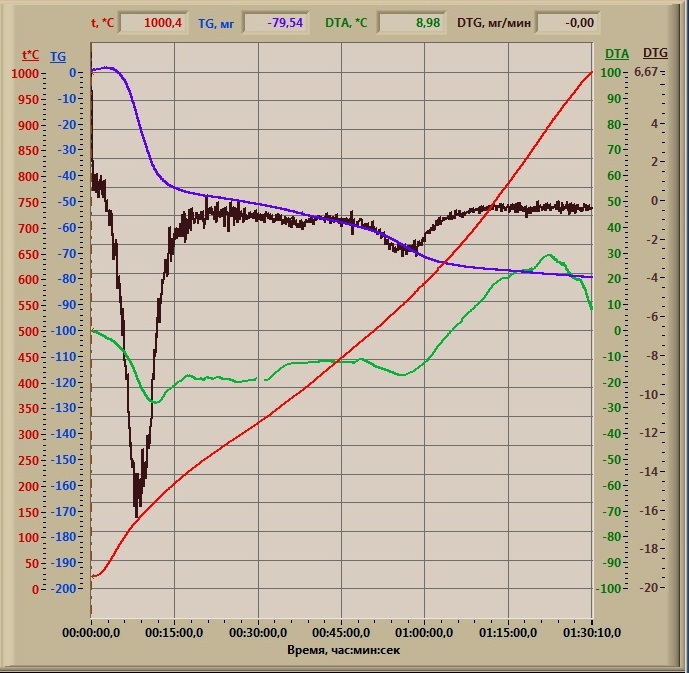 t, *C 1000,4 TG, мг -79,54 DTA, *C 8,98 DTG, мг/мин -0,00
t*C TG DTA DTG
1000 0 100 6,67
950 -10 90
900 -20 80 4
850 -30 70
800 -40 60 2
750 -50 50 0
700 -60 40
650 -70 30 -2
600 -80 20 -4
550 -90 10
500 -100 0 -6
450 -110 -10 -8
400 -120 -20
350 -130 -30 -10
300 -140 -40 -12
250 -150 -50
200 -160 -60 -14
150 -170 -70 -16
100 -180 -80
50 -190 -90 -18
0 -200 -100 -20
00:00:00,0 00:15:00,0 00:30:00,0 00:45:00,0 01:00:00,0 01:15:00,0 01:30:10,0
Время, час:мин:сек